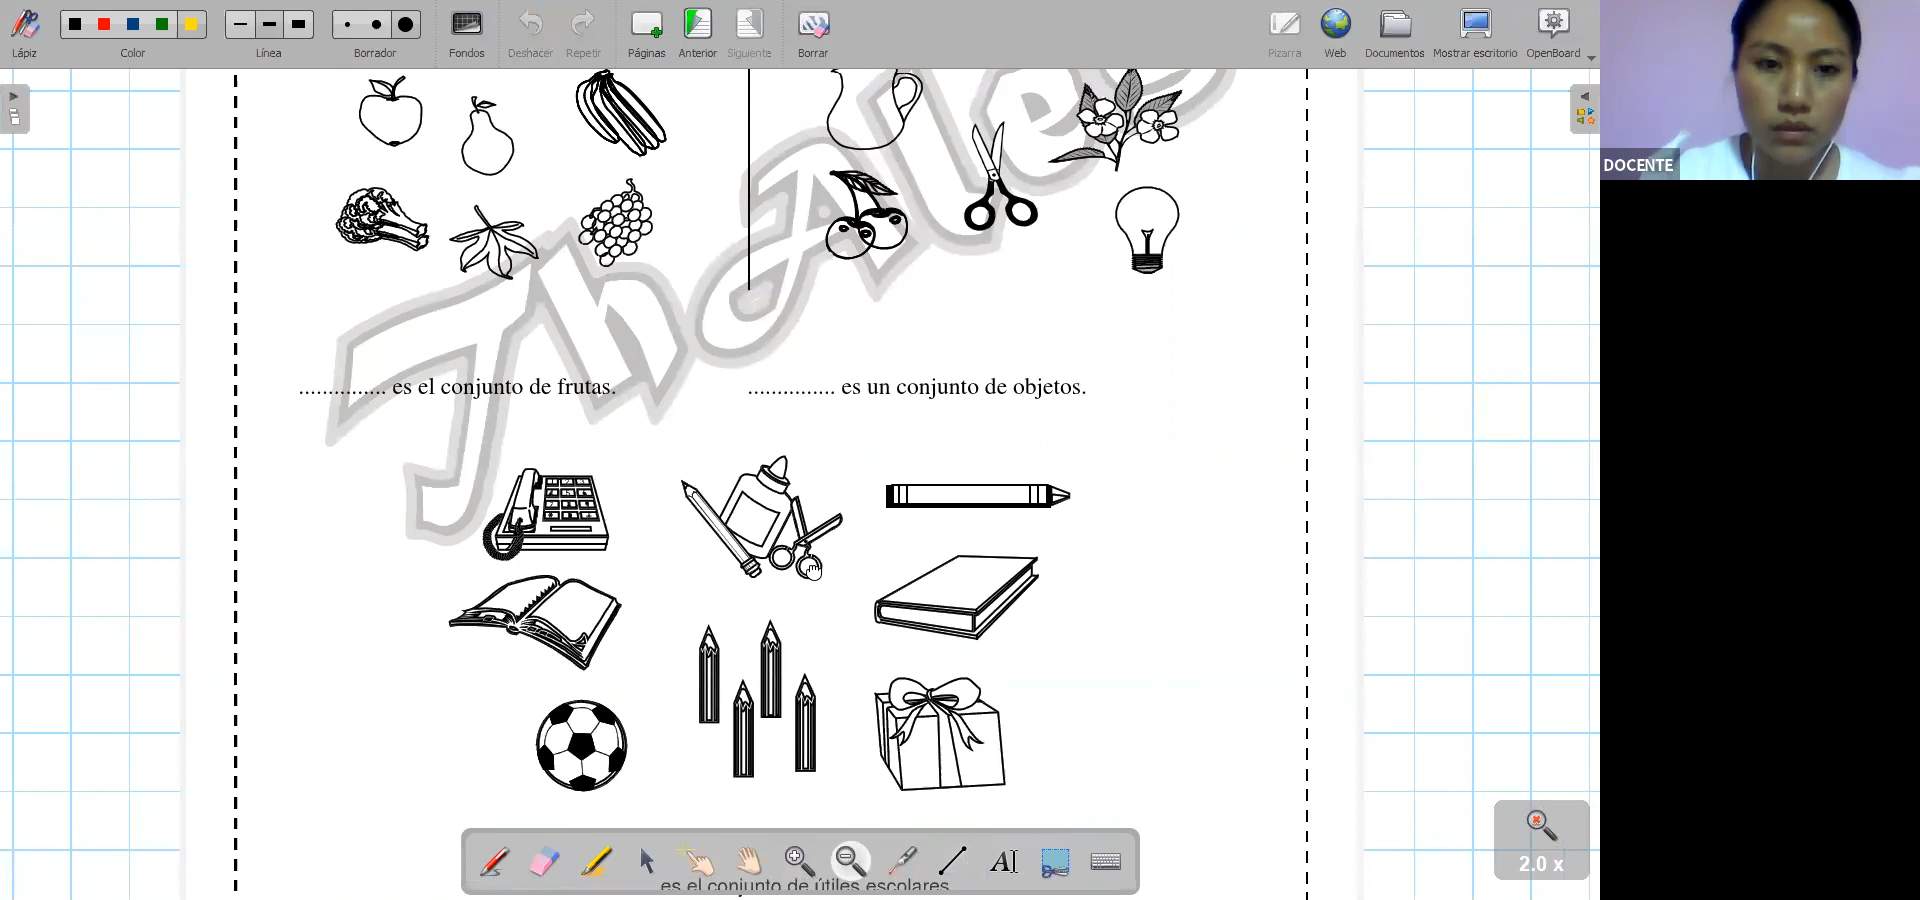 Lápiz
Color
Línea
Borrador
Fondos
Deshacer
Repetir
Páginas
Anterior
Siguiente
Borrar
Pizarra
Web
Documentos
Mostrar escritorio
OpenBoard
DOCENTE
Thales
............... es el conjunto de frutas.
............... es un conjunto de objetos.
2.0 x
es el conjunto de útiles escolares